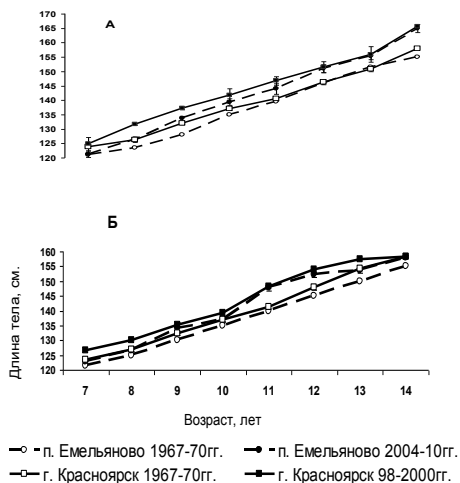 А
170
165
160
155
150
145
140
135
130
125
120
Б
160
155
150
145
140
135
130
125
120
Длина тела, см.
7 8 9 10 11 12 13 14
Возраст, лет
п. Емельяново 1967-70гг.
п. Емельяново 2004-10гг.
г. Красноярск 1967-70гг.
г. Красноярск 98-2000гг.